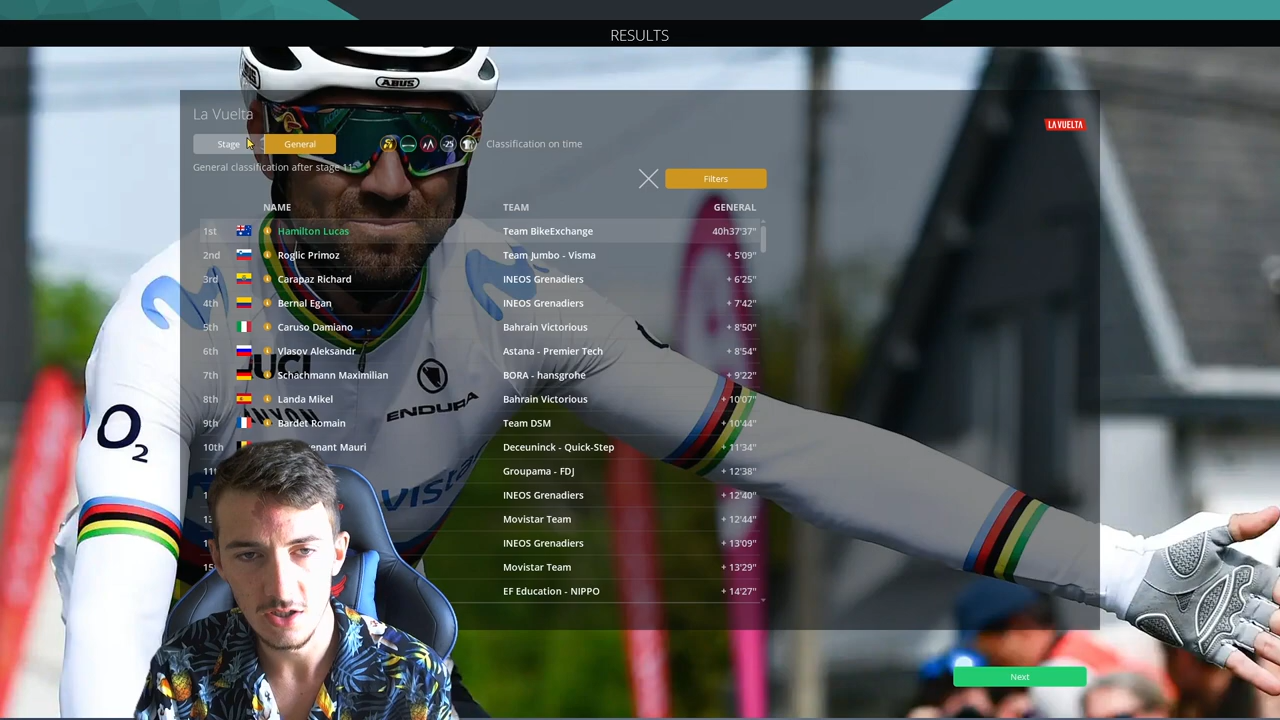 RESULTS
ABUS
La Vuelta
LA VUELTA
Stage General Classification on time
-25
General classification after stage 11
Filters
NAME TEAM GENERAL
1st Hamilton Lucas Team BikeExchange 40h37'37"
2nd Roglic Primoz Team Jumbo - Visma + 5'09"
3rd Carapaz Richard INEOS Grenadiers + 6'25"
4th Bernal Egan INEOS Grenadiers + 7'42"
5th Caruso Damiano Bahrain Victorious + 8'50"
6th Vlasov Aleksandr Astana - Premier Tech + 8'54"
7th Schachmann Maximilian BORA - hansgrohe + 9'22"
8th Landa Mikel Bahrain Victorious + 10'07"
9th Bardet Romain Team DSM + 10'44"
10th Mauri Deceuninck - Quick-Step + 11'34"
Groupama - FDJ + 12'38"
INEOS Grenadiers + 12'40"
Movistar Team + 12'44"
INEOS Grenadiers + 13'09"
Movistar Team + 13'29"
EF Education - NIPPO + 14'27"
ENDURA
O2
Next